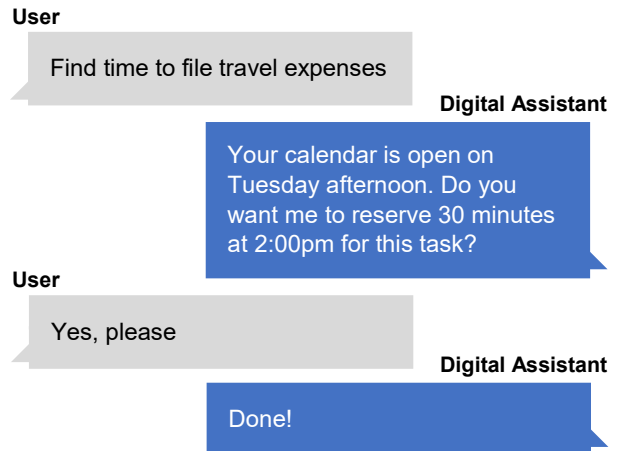 User
Find time to file travel expenses
Digital Assistant
Your calendar is open on
Tuesday afternoon. Do you
want me to reserve 30 minutes
at 2:00pm for this task?
User
Yes, please
Digital Assistant
Done!